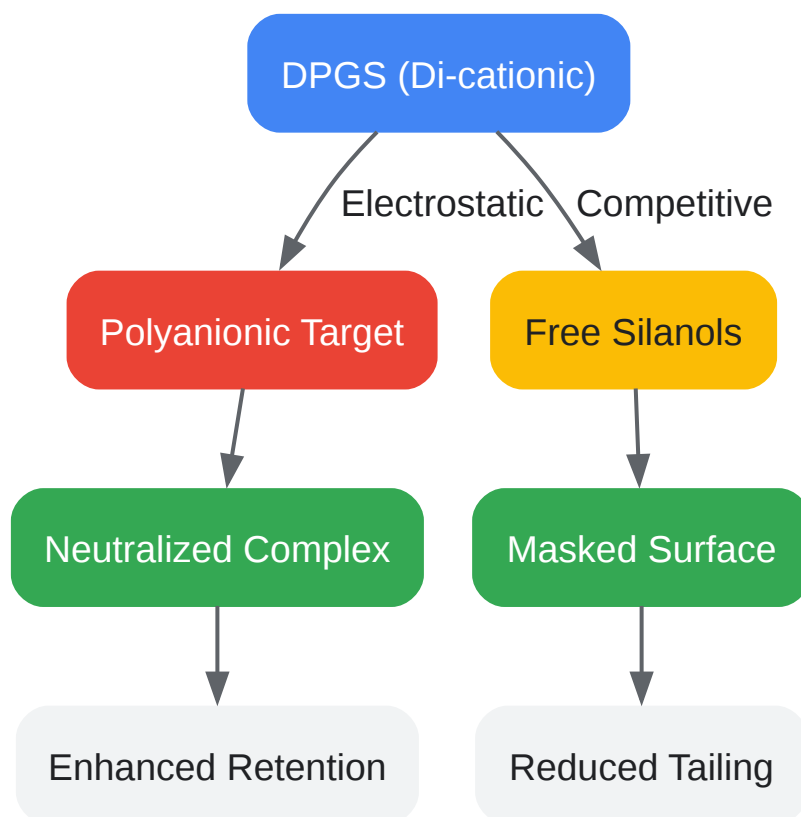 DPGS (Di-cationic)
Electrostatic
Competitive
Polyanionic Target
Free Silanols
Neutralized Complex
Masked Surface
Enhanced Retention
Reduced Tailing